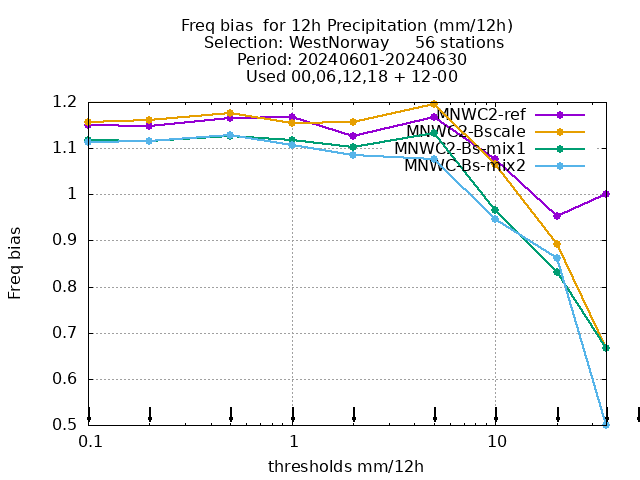 Freq bias  for 12h Precipitation (mm/12h)
Selection: WestNorway     56 stations
Period: 20240601-20240630
Used 00,06,12,18 + 12-00
MNWC2-ref
MNWC2-Bscale
MNWC2-Bs-mix1
MNWC-Bs-mix2
1.2
1.1
1
0.9
0.8
0.7
0.6
0.5
Freq bias
0.1
1
10
thresholds mm/12h